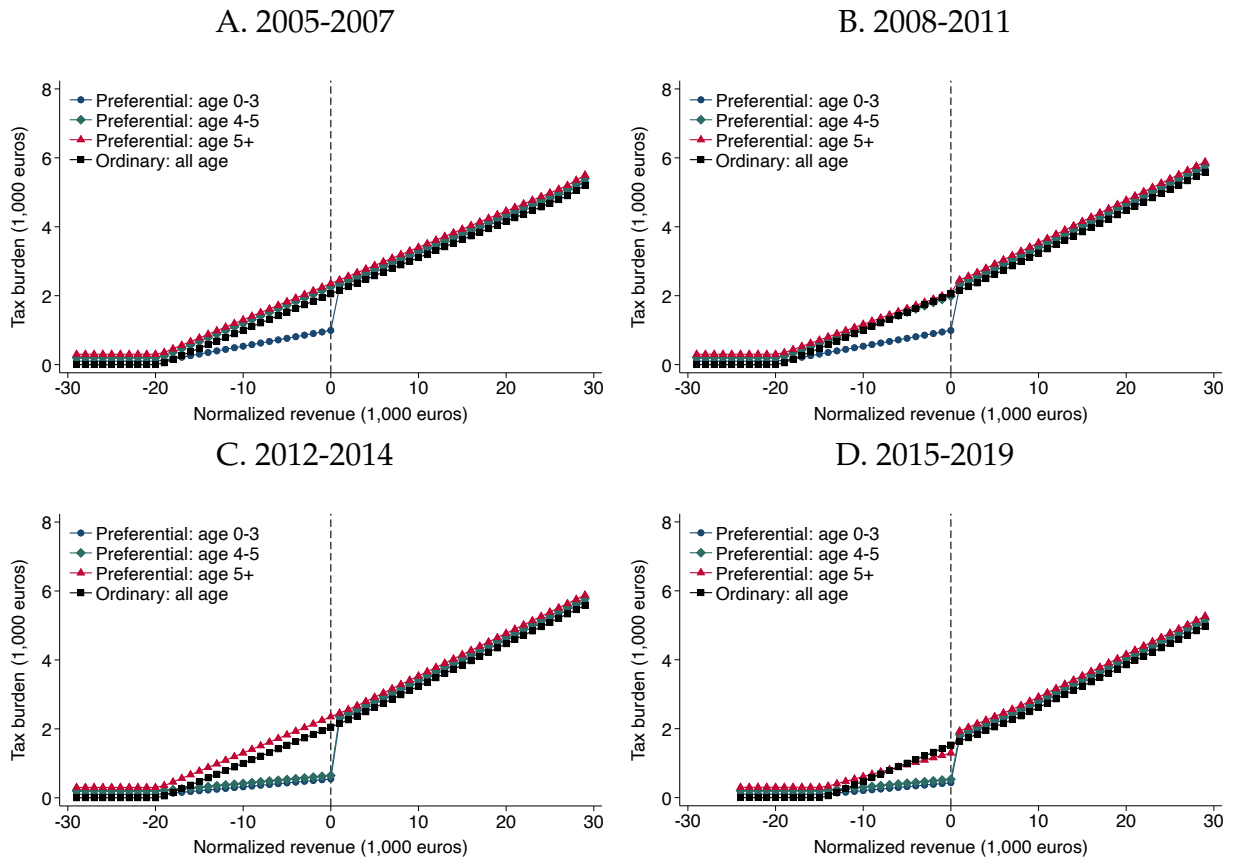 A. 2005-2007
Tax burden (1,000 euros)
8
6
4
2
0
Preferential: age 0-3
Preferential: age 4-5
Preferential: age 5+
Ordinary: all age
-30 -20 -10 0 10 20 30
Normalized revenue (1,000 euros)
B. 2008-2011
Tax burden (1,000 euros)
8
6
4
2
0
Preferential: age 0-3
Preferential: age 4-5
Preferential: age 5+
Ordinary: all age
-30 -20 -10 0 10 20 30
Normalized revenue (1,000 euros)
C. 2012-2014
Tax burden (1,000 euros)
8
6
4
2
0
Preferential: age 0-3
Preferential: age 4-5
Preferential: age 5+
Ordinary: all age
-30 -20 -10 0 10 20 30
Normalized revenue (1,000 euros)
D. 2015-2019
Tax burden (1,000 euros)
8
6
4
2
0
Preferential: age 0-3
Preferential: age 4-5
Preferential: age 5+
Ordinary: all age
-30 -20 -10 0 10 20 30
Normalized revenue (1,000 euros)